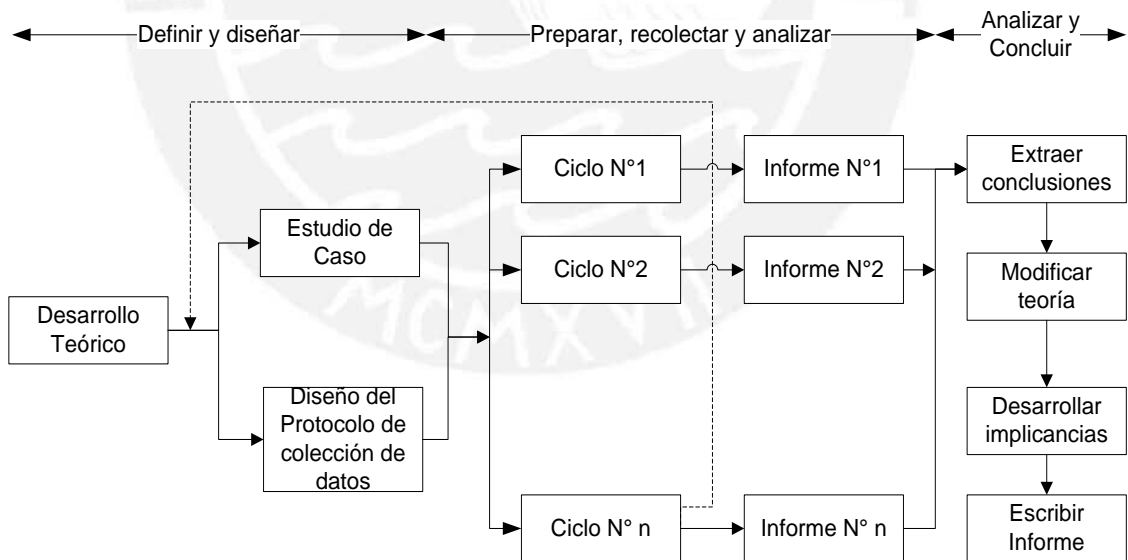 Definir y diseñar
Preparar, recolectar y analizar
Analizar y
Concluir
Desarrollo
Teórico
Estudio de
Caso
Diseño del
Protocolo de
colección de
datos
Ciclo N°1
Informe N°1
Ciclo N°2
Informe N°2
Ciclo N° n
Informe N° n
Extraer
conclusiones
Modificar
teoría
Desarrollar
implicancias
Escribir
Informe
MCMXVII